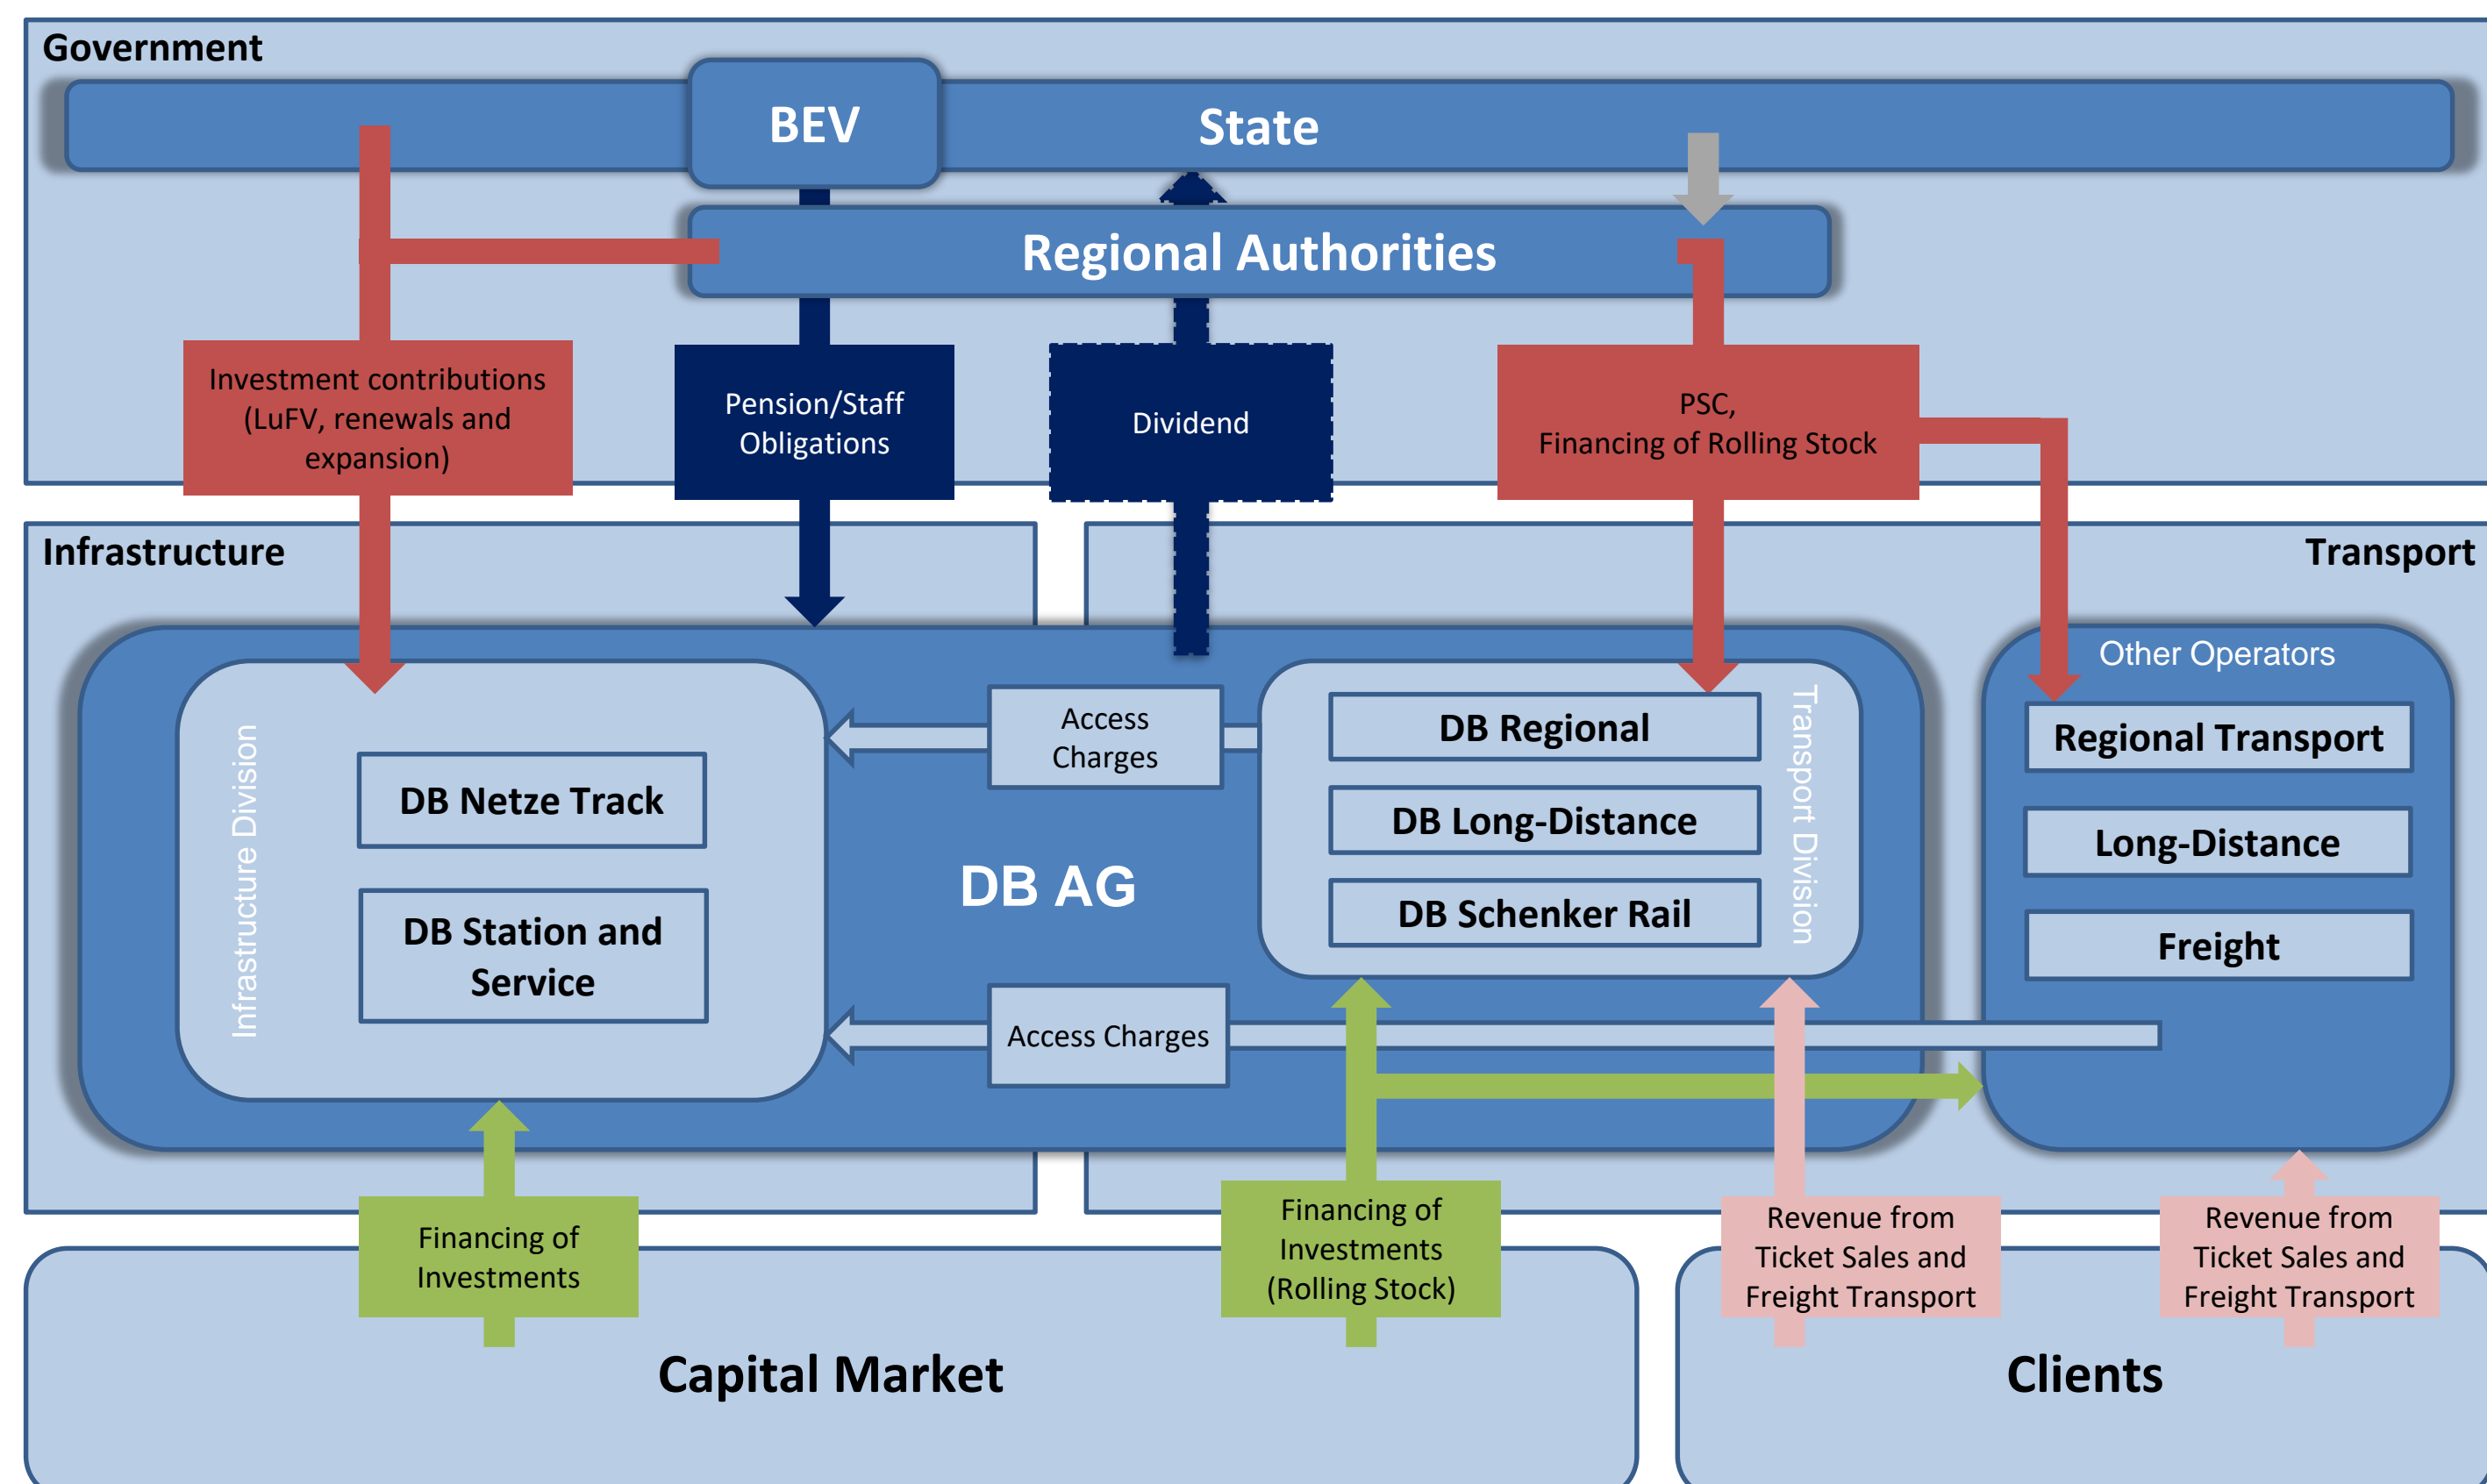 Government
BEV
State
Regional Authorities
Investment contributions
(LuFV, renewals and
expansion)
Pension/Staff
Obligations
Dividend
PSC,
Financing of Rolling Stock
Infrastructure
Transport
Infrastructure Division
DB Netze Track
DB Station and
Service
Access
Charges
DB AG
Access Charges
DB Regional
DB Long-Distance
DB Schenker Rail
Transport Division
Other Operators
Regional Transport
Long-Distance
Freight
Financing of
Investments
Financing of
Investments
(Rolling Stock)
Revenue from
Ticket Sales and
Freight Transport
Revenue from
Ticket Sales and
Freight Transport
Capital Market
Clients